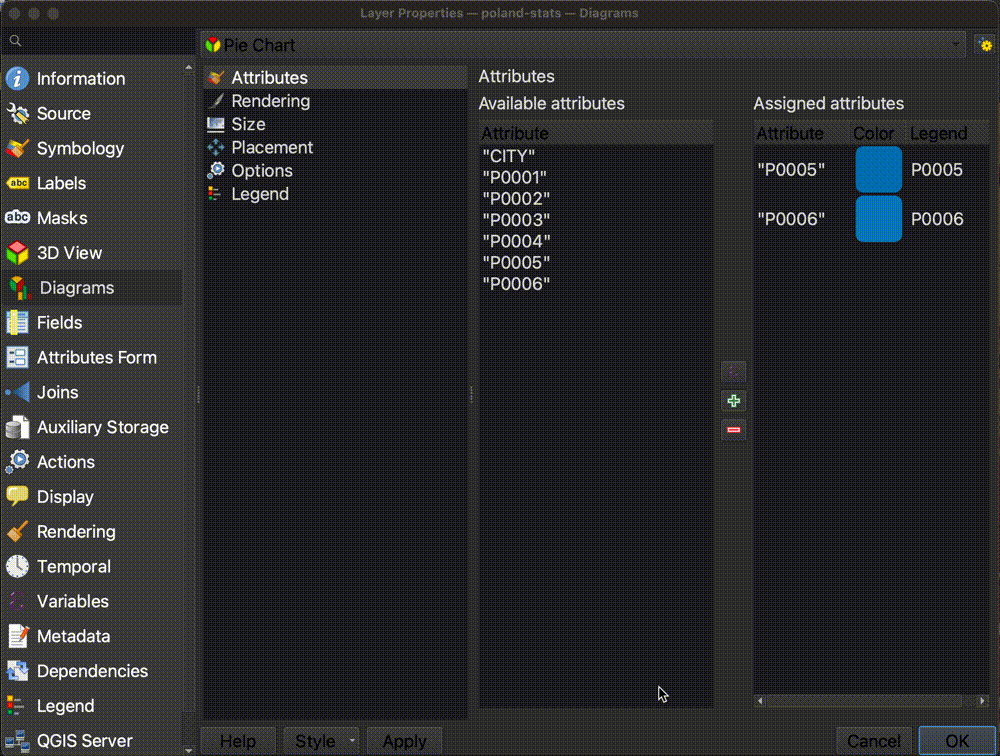 Layer Properties — poland-stats — Diagrams
Pie Chart
Information
Source
Symbology
abc Labels
abc Masks
3D View
Diagrams
Fields
Attributes Form
Joins
Auxiliary Storage
Actions
Display
Rendering
Temporal
Variables
Metadata
Dependencies
Legend
QGIS Server
Attributes
Rendering
Size
Placement
Options
Legend
Attributes
Available attributes
Attribute
"CITY"
"P0001"
"P0002"
"P0003"
"P0004"
"P0005"
"P0006"
Assigned attributes
Attribute Color Legend
"P0005" P0005
"P0006" P0006
Help Style Apply Cancel OK